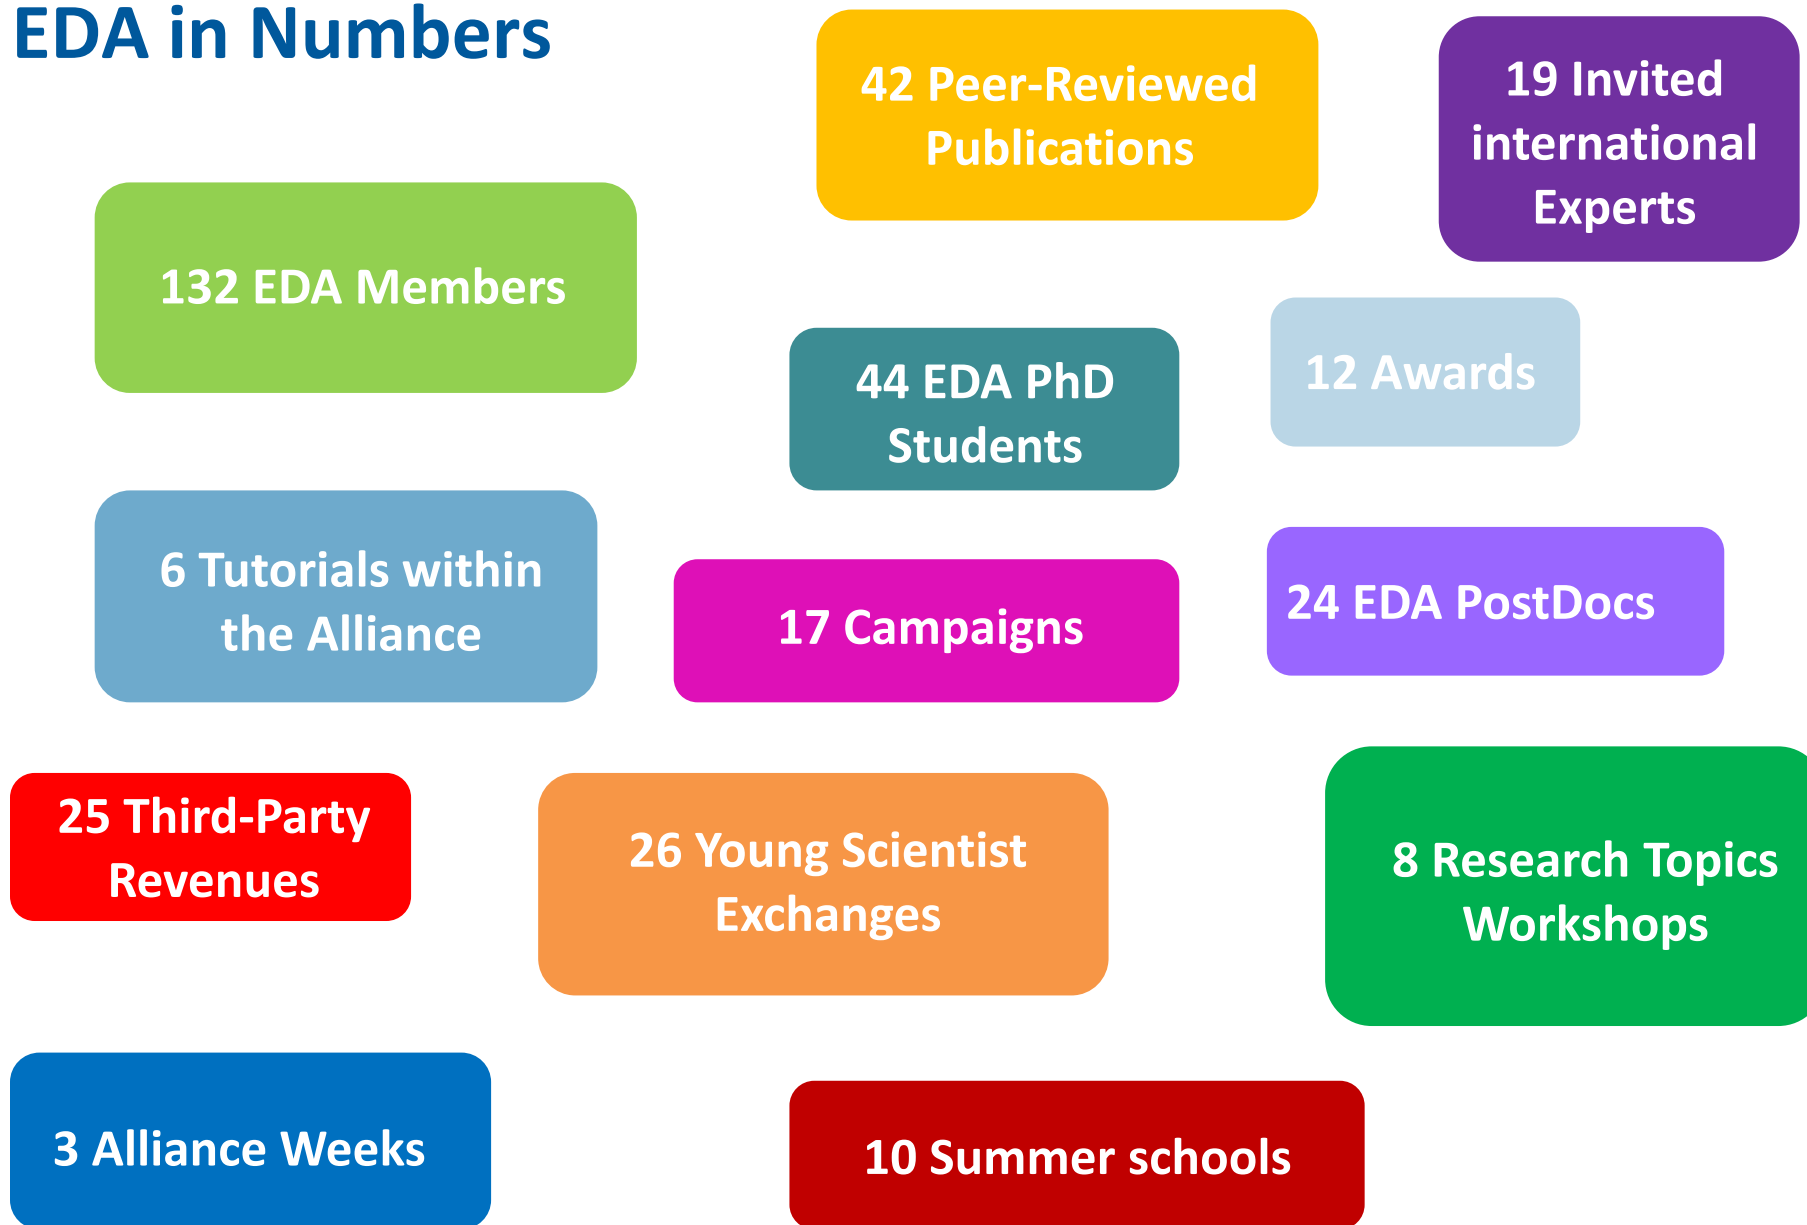 EDA in Numbers
42 Peer-Reviewed
Publications
19 Invited
international
Experts
132 EDA Members
44 EDA PhD
Students
12 Awards
6 Tutorials within
the Alliance
17 Campaigns
24 EDA PostDocs
25 Third-Party
Revenues
26 Young Scientist
Exchanges
8 Research Topics
Workshops
3 Alliance Weeks
10 Summer schools